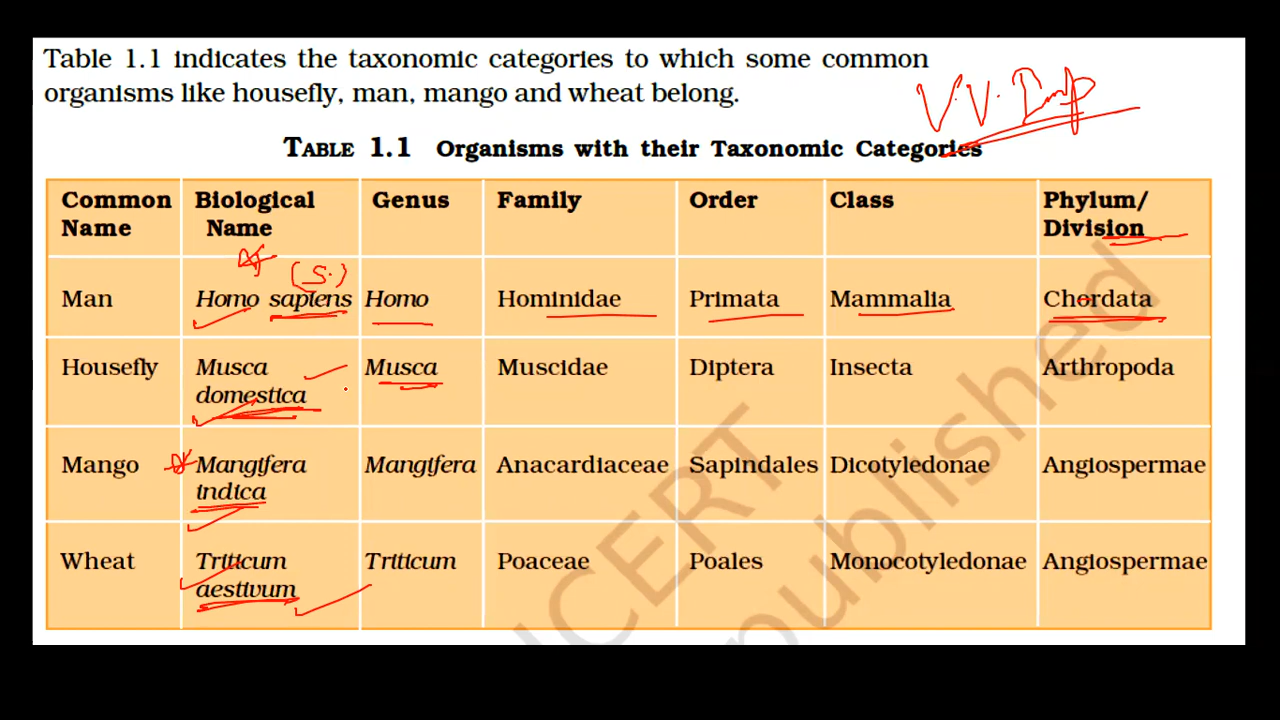 Table 1.1 indicates the taxonomic categories to which some common
organisms like housefly, man, mango and wheat belong.
V.V. Imp
TABLE 1.1 Organisms with their Taxonomic Categories
Common Name Biological Name Genus Family Order Class Phylum/ Division
(S.)
Man Homo sapiens Homo Hominidae Primata Mammalia Chordata
Housefly Musca domestica Musca Muscidae Diptera Insecta Arthropoda
Mango Mangifera indica Mangifera Anacardiaceae Sapindales Dicotyledonae Angiospermae
Wheat Triticum aestivum Triticum Poaceae Poales Monocotyledonae Angiospermae
NCERT
published